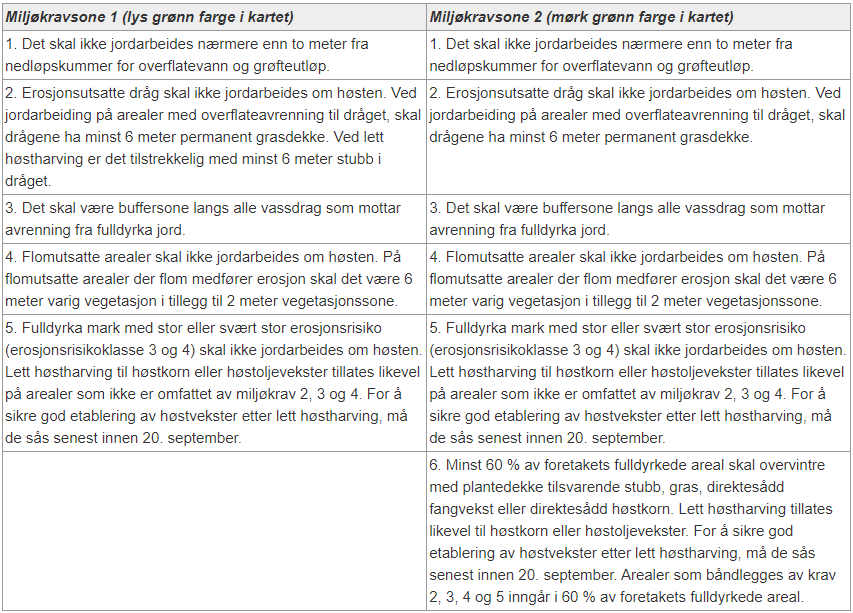 Miljøkravsone 1 (lys grønn farge i kartet)
Miljøkravsone 2 (mørk grønn farge i kartet)
1. Det skal ikke jordarbeides nærmere enn to meter fra
nedløpskummer for overflatevann og grøfteutløp.
1. Det skal ikke jordarbeides nærmere enn to meter fra
nedløpskummer for overflatevann og grøfteutløp.
2. Erosjonsutsatte dråg skal ikke jordarbeides om høsten. Ved
jordarbeiding på arealer med overflateavrenning til dråget, skal
drågene ha minst 6 meter permanent grasdekke. Ved lett
høstharving er det tilstrekkelig med minst 6 meter stubb i
dråget.
2. Erosjonsutsatte dråg skal ikke jordarbeides om høsten. Ved
jordarbeiding på arealer med overflateavrenning til dråget, skal
drågene ha minst 6 meter permanent grasdekke.
3. Det skal være buffersone langs alle vassdrag som mottar
avrenning fra fulldyrka jord.
3. Det skal være buffersone langs alle vassdrag som mottar
avrenning fra fulldyrka jord.
4. Flomutsatte arealer skal ikke jordarbeides om høsten. På
flomutsatte arealer der flom medfører erosjon skal det være 6
meter varig vegetasjon i tillegg til 2 meter vegetasjonssone.
4. Flomutsatte arealer skal ikke jordarbeides om høsten. På
flomutsatte arealer der flom medfører erosjon skal det være 6
meter varig vegetasjon i tillegg til 2 meter vegetasjonssone.
5. Fulldyrka mark med stor eller svært stor erosjonsrisiko
(erosjonsrisikoklasse 3 og 4) skal ikke jordarbeides om høsten.
Lett høstharving til høstkorn eller høstoljevekster tillates likevel
på arealer som ikke er omfattet av miljøkrav 2, 3 og 4. For å
sikre god etablering av høstvekster etter lett høstharving, må
de sås senest innen 20. september.
5. Fulldyrka mark med stor eller svært stor erosjonsrisiko
(erosjonsrisikoklasse 3 og 4) skal ikke jordarbeides om høsten.
Lett høstharving til høstkorn eller høstoljevekster tillates likevel
på arealer som ikke er omfattet av miljøkrav 2, 3 og 4. For å
sikre god etablering av høstvekster etter lett høstharving, må
de sås senest innen 20. september.
6. Minst 60 % av foretakets fulldyrkede areal skal overvintre
med plantedekke tilsvarende stubb, gras, direktesådd
fangvekst eller direktesådd høstkorn. Lett høstharving tillates
likevel til høstkorn eller høstoljevekster. For å sikre god
etablering av høstvekster etter lett høstharving, må de sås
senest innen 20. september. Arealer som båndlegges av krav
2, 3, 4 og 5 inngår i 60 % av foretakets fulldyrkede areal.